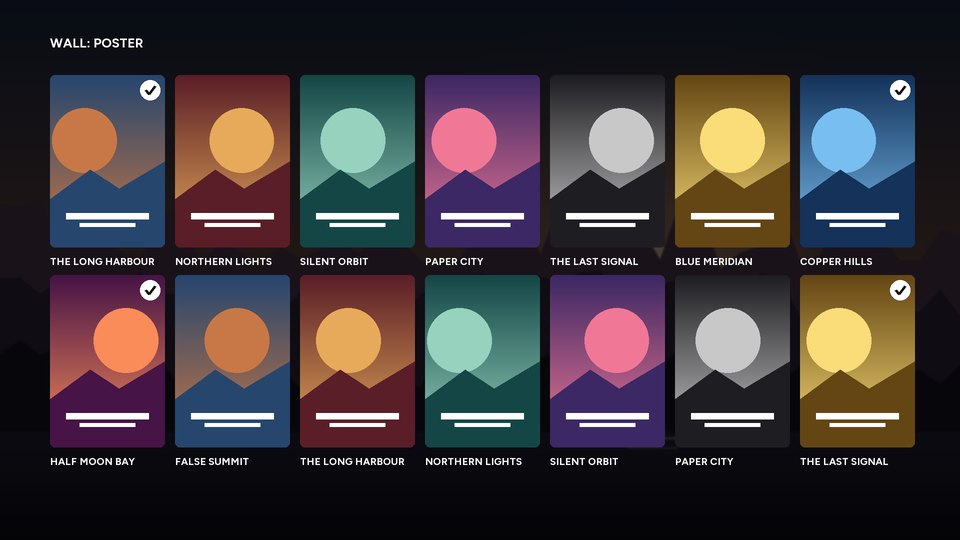 WALL: POSTER
THE LONG HARBOUR
NORTHERN LIGHTS
SILENT ORBIT
PAPER CITY
THE LAST SIGNAL
BLUE MERIDIAN
COPPER HILLS
HALF MOON BAY
FALSE SUMMIT
THE LONG HARBOUR
NORTHERN LIGHTS
SILENT ORBIT
PAPER CITY
THE LAST SIGNAL